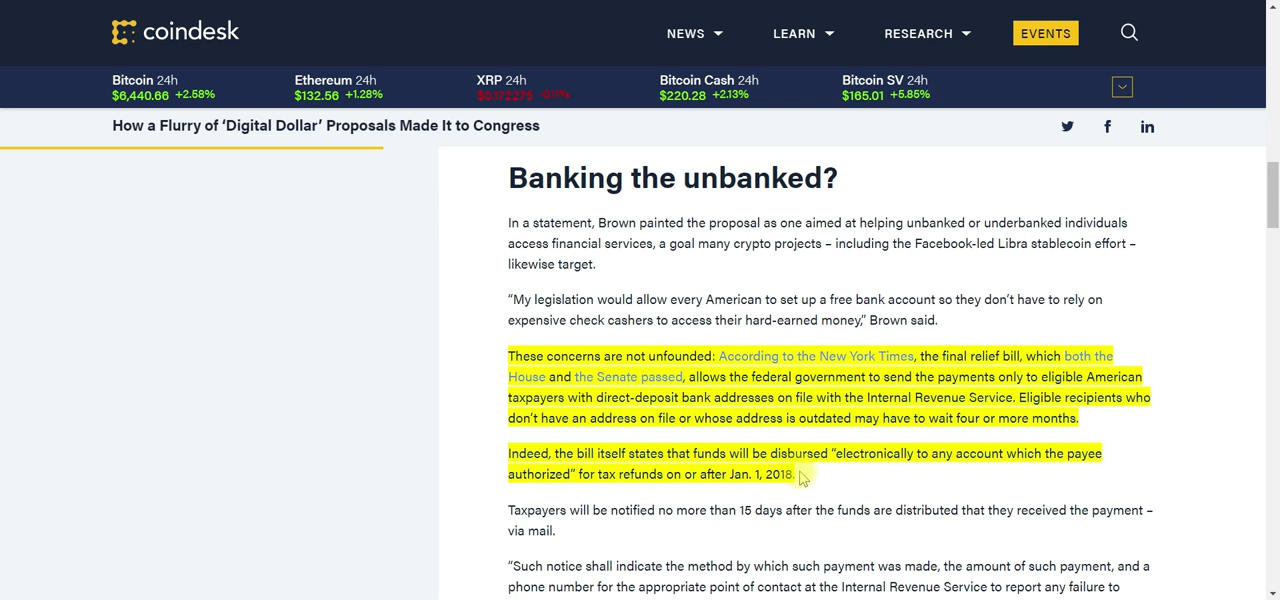 coindesk
NEWS LEARN RESEARCH EVENTS
Bitcoin 24h Ethereum 24h XRP 24h Bitcoin Cash 24h Bitcoin SV 24h
$6,440.66 +2.58% $132.56 +1.28% $220.28 +2.13% $165.01 +5.85%
How a Flurry of ‘Digital Dollar’ Proposals Made It to Congress
Banking the unbanked?
In a statement, Brown painted the proposal as one aimed at helping unbanked or underbanked individuals
access financial services, a goal many crypto projects – including the Facebook-led Libra stablecoin effort –
likewise target.
“My legislation would allow every American to set up a free bank account so they don’t have to rely on
expensive check cashers to access their hard-earned money,” Brown said.
These concerns are not unfounded: According to the New York Times, the final relief bill, which both the
House and the Senate passed, allows the federal government to send the payments only to eligible American
taxpayers with direct-deposit bank addresses on file with the Internal Revenue Service. Eligible recipients who
don’t have an address on file or whose address is outdated may have to wait four or more months.
Indeed, the bill itself states that funds will be disbursed “electronically to any account which the payee
authorized” for tax refunds on or after Jan. 1, 2018.
Taxpayers will be notified no more than 15 days after the funds are distributed that they received the payment –
via mail.
“Such notice shall indicate the method by which such payment was made, the amount of such payment, and a
phone number for the appropriate point of contact at the Internal Revenue Service to report any failure to